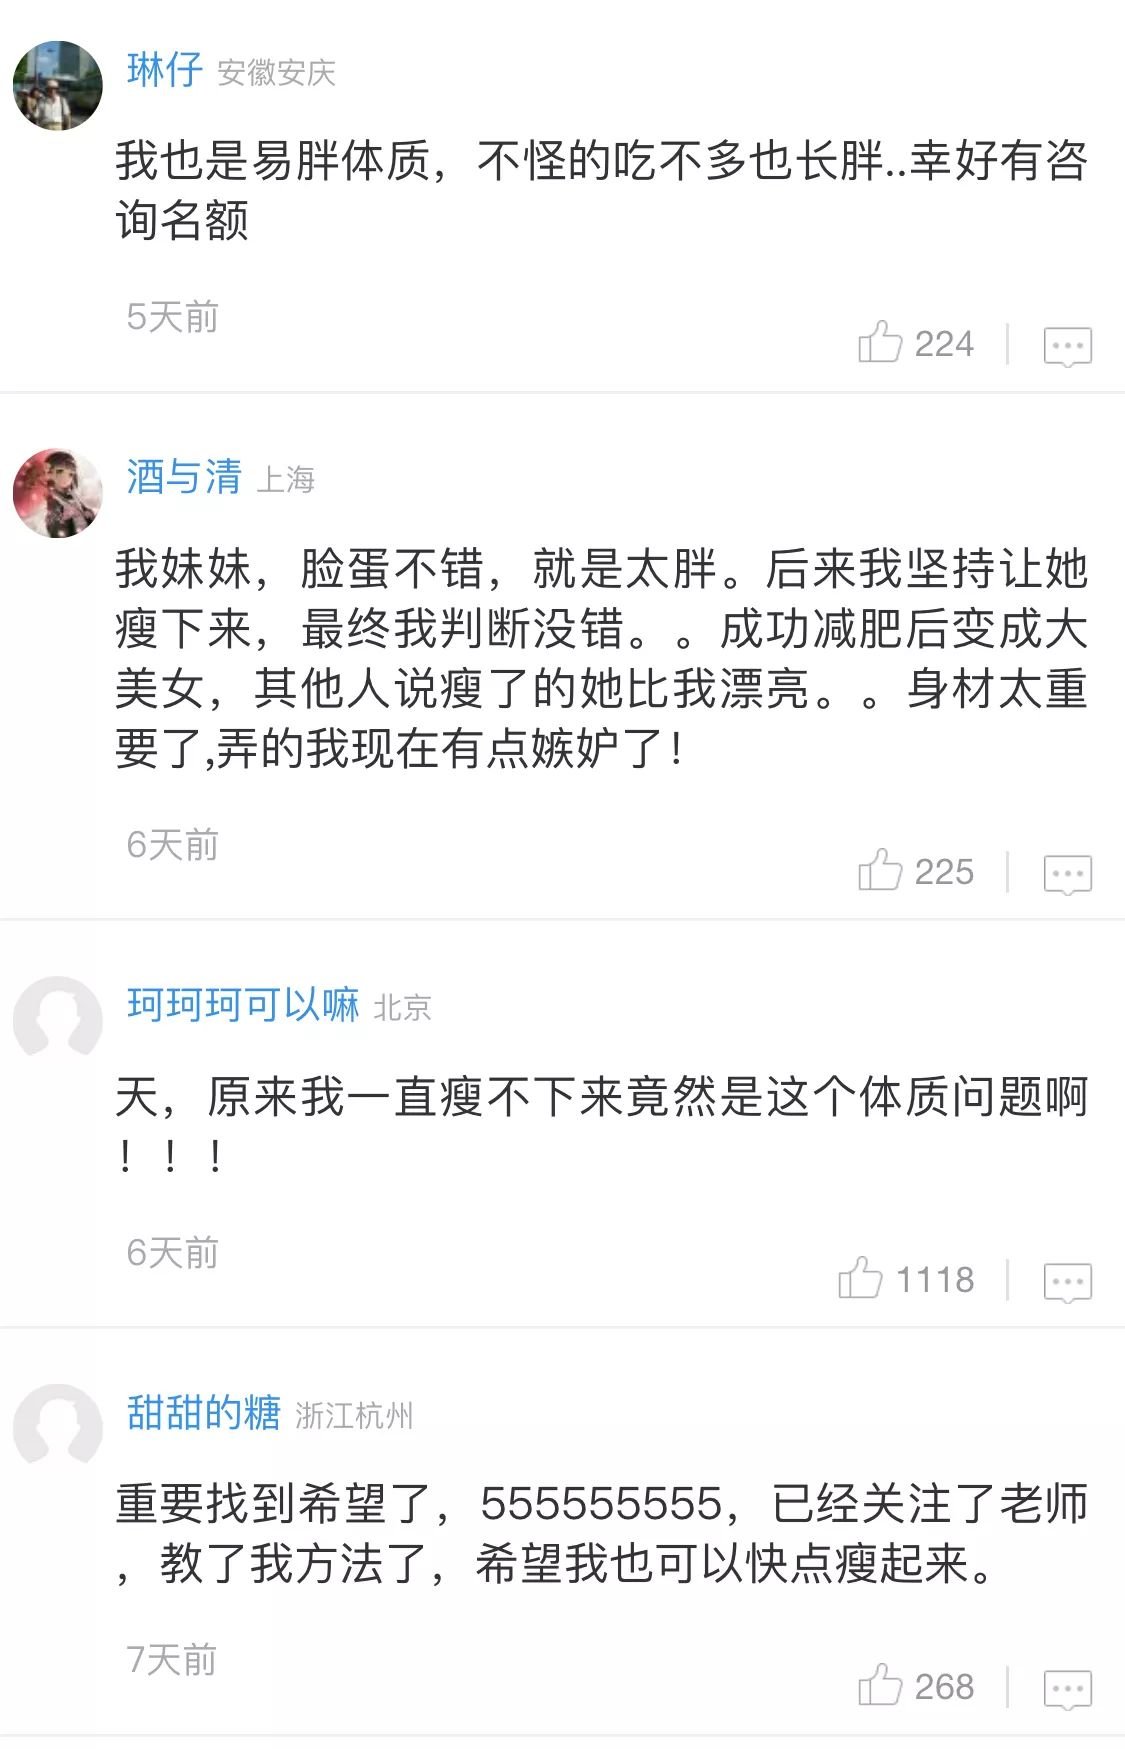 琳仔 安徽安庆
我也是易胖体质，不怪的吃不多也长胖..幸好有咨
询名额
5天前
224
酒与清 上海
我妹妹，脸蛋不错，就是太胖。后来我坚持让她
瘦下来，最终我判断没错。。成功减肥后变成大
美女，其他人说瘦了的她比我漂亮。。身材太重
要了,弄的我现在有点嫉妒了！
6天前
225
珂珂珂可以嘛 北京
天，原来我一直瘦不下来竟然是这个体质问题啊
！！！
6天前
1118
甜甜的糖 浙江杭州
重要找到希望了，555555555，已经关注了老师
，教了我方法了，希望我也可以快点瘦起来。
7天前
268